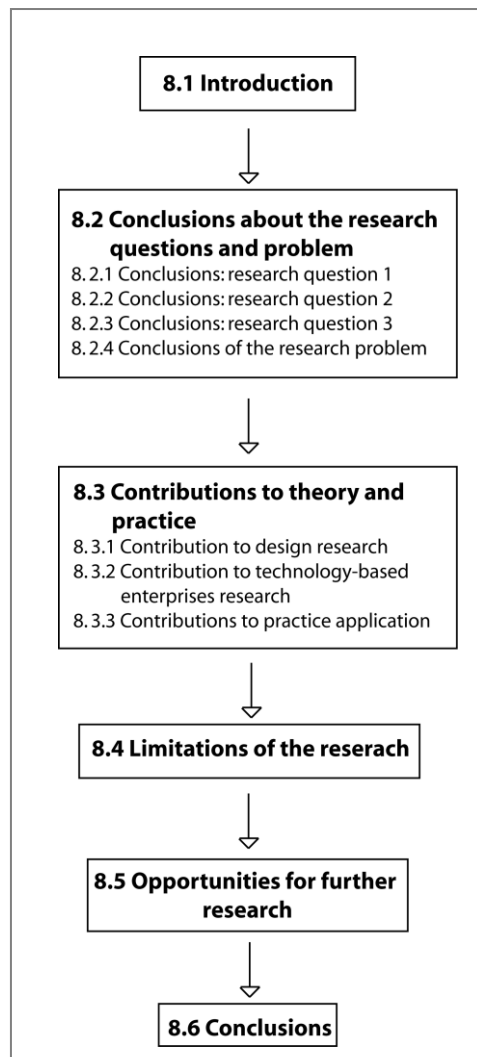 8.1 Introduction
8.2 Conclusions about the research
questions and problem
8.2.1 Conclusions: research question 1
8.2.2 Conclusions: research question 2
8.2.3 Conclusions: research question 3
8.2.4 Conclusions of the research problem
8.3 Contributions to theory and
practice
8.3.1 Contribution to design research
8.3.2 Contribution to technology-based
enterprises research
8.3.3 Contributions to practice application
8.4 Limitations of the reserach
8.5 Opportunities for further
research
8.6 Conclusions